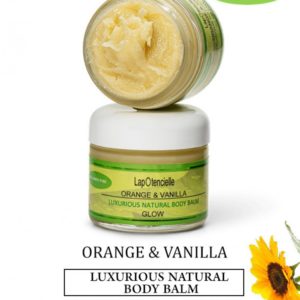 LapOtencielle
ORANGE & VANILLA
LUXURIOUS NATURAL BODY BALM
GLOW
ORANGE & VANILLA
LUXURIOUS NATURAL
BODY BALM